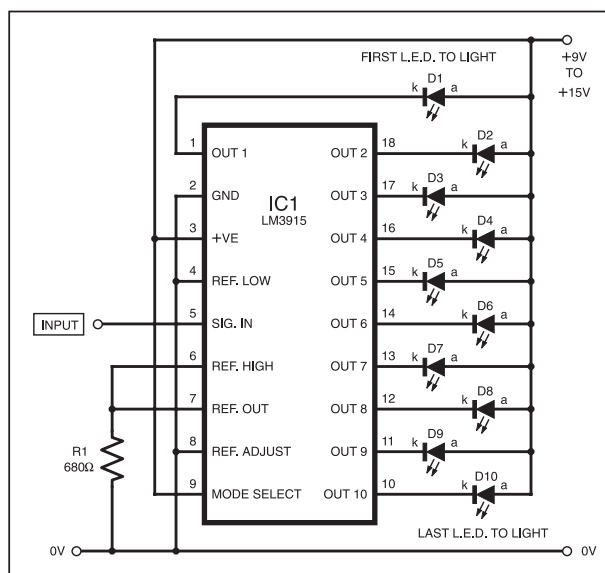 FIRST L.E.D. TO LIGHT
+9V
TO
+15V
D1
k a
1 OUT 1 OUT 2 18
k D2 a
2 GND OUT 3 17
k D3 a
IC1
LM3915
3 +VE OUT 4 16
k D4 a
4 REF. LOW OUT 5 15
k D5 a
INPUT
5 SIG. IN OUT 6 14
k D6 a
6 REF. HIGH OUT 7 13
k D7 a
7 REF. OUT OUT 8 12
k D8 a
R1
680Ω
8 REF. ADJUST OUT 9 11
k D9 a
9 MODE SELECT OUT 10 10
k D10 a
LAST L.E.D. TO LIGHT
0V 0V